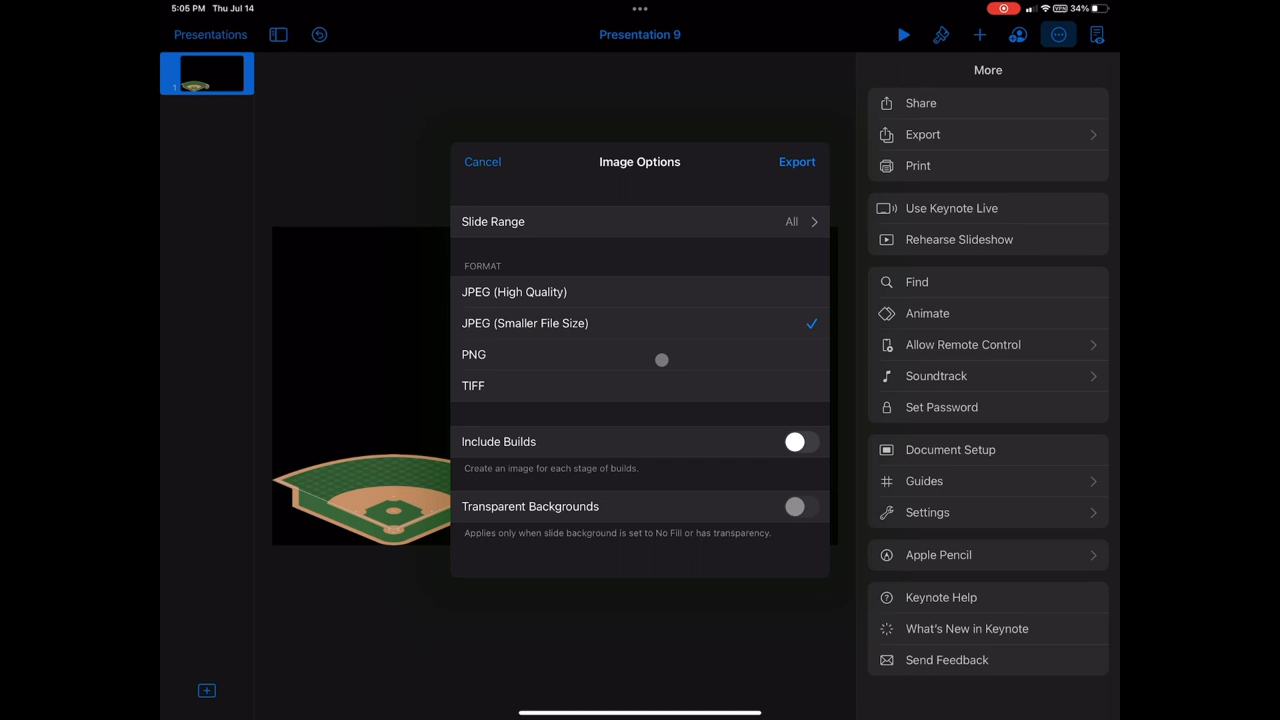 5:05 PM Thu Jul 14
VPN 34%
Presentations
Presentation 9
1
More
Share
Export
Print
Use Keynote Live
Rehearse Slideshow
Find
Animate
Allow Remote Control
Soundtrack
Set Password
Document Setup
Guides
Settings
Apple Pencil
Keynote Help
What's New in Keynote
Send Feedback
Cancel
Image Options
Export
Slide Range
All
FORMAT
JPEG (High Quality)
JPEG (Smaller File Size)
PNG
TIFF
Include Builds
Create an image for each stage of builds.
Transparent Backgrounds
Applies only when slide background is set to No Fill or has transparency.